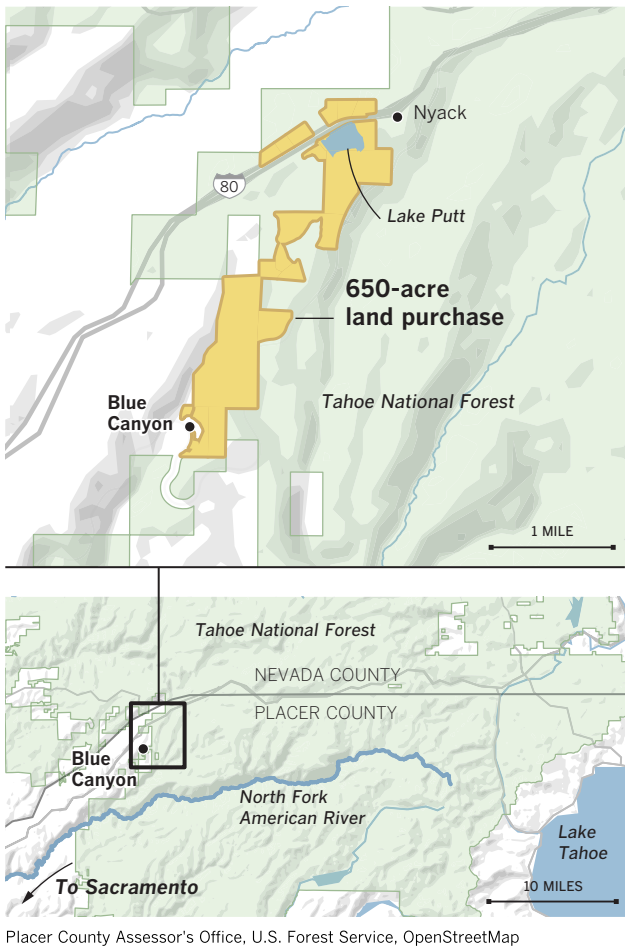 Nyack
80
Lake Putt
650-acre
land purchase
Blue
Canyon
Tahoe National Forest
1 MILE
Tahoe National Forest
NEVADA COUNTY
PLACER COUNTY
Blue
Canyon
North Fork
American River
Lake
Tahoe
To Sacramento
10 MILES
Placer County Assessor's Office, U.S. Forest Service, OpenStreetMap